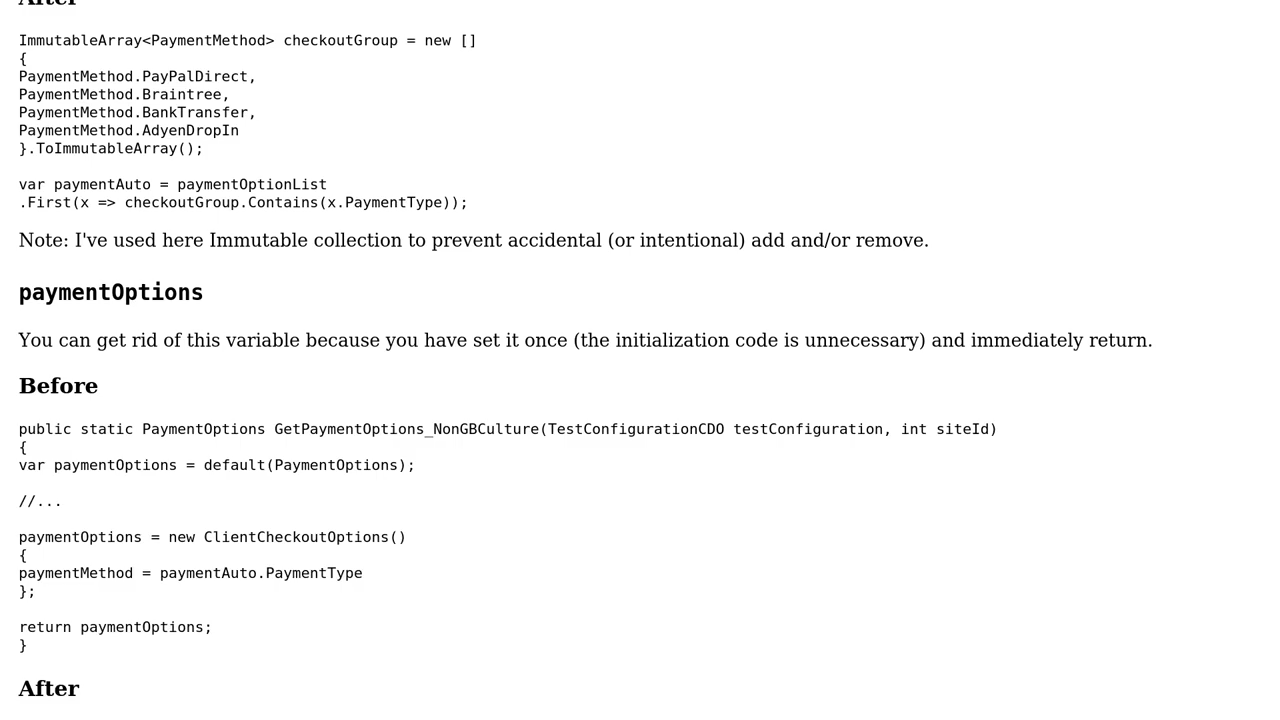 After
ImmutableArray<PaymentMethod> checkoutGroup = new []
{
PaymentMethod.PayPalDirect,
PaymentMethod.Braintree,
PaymentMethod.BankTransfer,
PaymentMethod.AdyenDropIn
}.ToImmutableArray();
var paymentAuto = paymentOptionList
.First(x => checkoutGroup.Contains(x.PaymentType));
Note: I've used here Immutable collection to prevent accidental (or intentional) add and/or remove.
paymentOptions
You can get rid of this variable because you have set it once (the initialization code is unnecessary) and immediately return.
Before
public static PaymentOptions GetPaymentOptions_NonGBCulture(TestConfigurationCDO testConfiguration, int siteId)
{
var paymentOptions = default(PaymentOptions);
//...
paymentOptions = new ClientCheckoutOptions()
{
paymentMethod = paymentAuto.PaymentType
};
return paymentOptions;
}
After